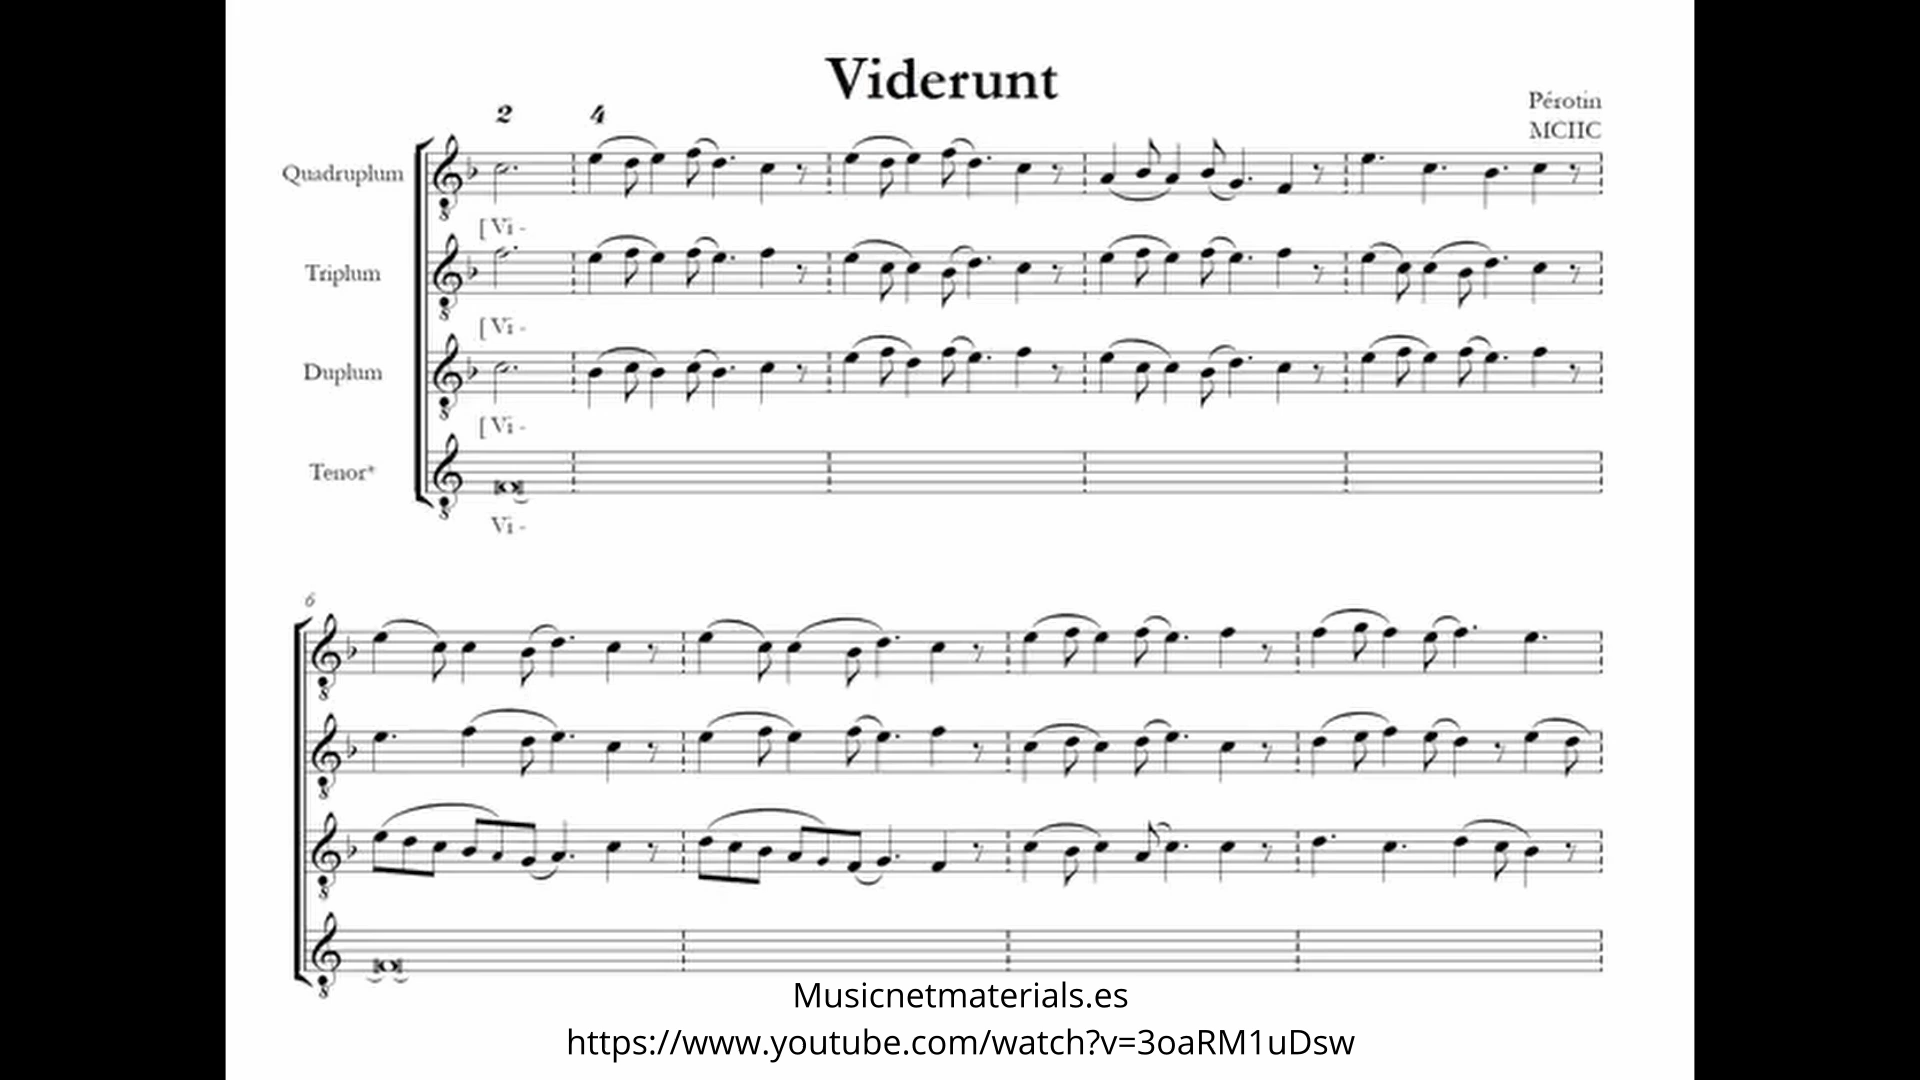 Viderunt
Pérotin
MCIIC
2 4
Quadruplum
[ Vi -
Triplum
[ Vi -
Duplum
[ Vi -
Tenor*
Vi -
6
Musicnetmaterials.es
https://www.youtube.com/watch?v=3oaRM1uDsw